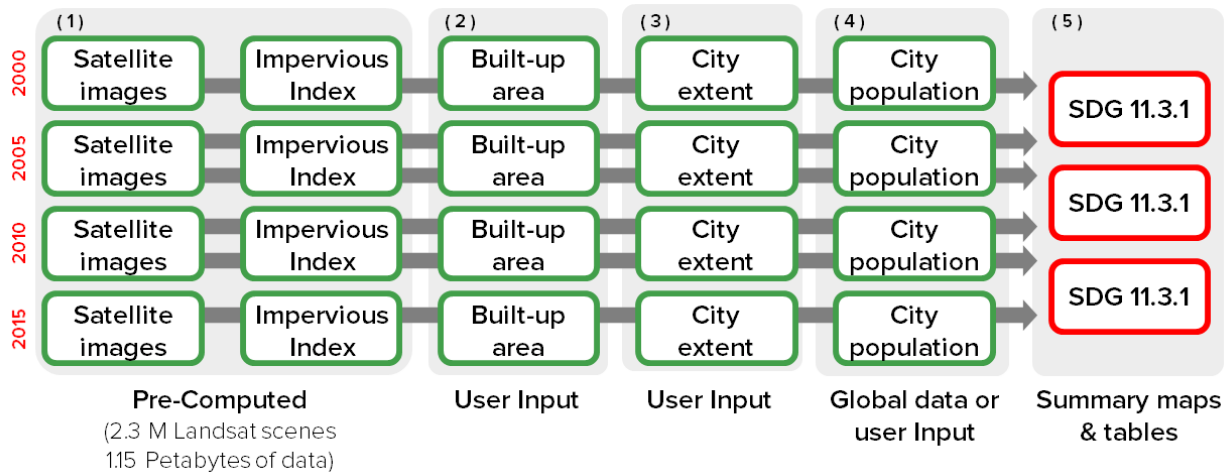 (1)
(2)
(3)
(4)
(5)
2000
Satellite
images
Impervious
Index
Built-up
area
City
extent
City
population
SDG 11.3.1
2005
Satellite
images
Impervious
Index
Built-up
area
City
extent
City
population
SDG 11.3.1
2010
Satellite
images
Impervious
Index
Built-up
area
City
extent
City
population
SDG 11.3.1
2015
Satellite
images
Impervious
Index
Built-up
area
City
extent
City
population
Pre-Computed
(2.3 M Landsat scenes
1.15 Petabytes of data)
User Input
User Input
Global data or
user Input
Summary maps
& tables